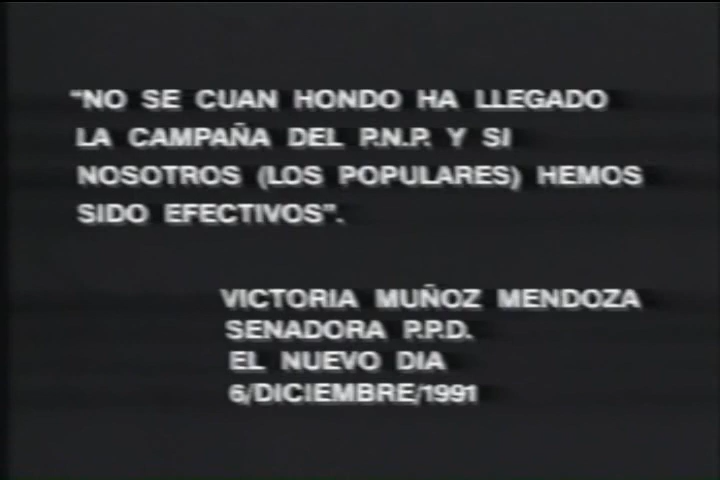 "NO SE CUAN HONDO HA LLEGADO
LA CAMPAÑA DEL P.N.P. Y SI
NOSOTROS (LOS POPULARES) HEMOS
SIDO EFECTIVOS".
VICTORIA MUÑOZ MENDOZA
SENADORA P.P.D.
EL NUEVO DIA
6/DICIEMBRE/1991